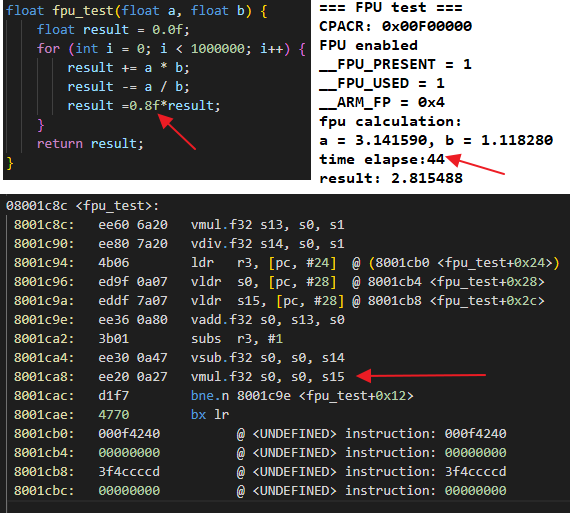 float fpu_test(float a, float b) {
    float result = 0.0f;
    for (int i = 0; i < 1000000; i++) {
        result += a * b;
        result -= a / b;
        result =0.8f*result;
    }
    return result;
}
=== FPU test ===
CPACR: 0x00F00000
FPU enabled
__FPU_PRESENT = 1
__FPU_USED = 1
__ARM_FP = 0x4
fpu calculation:
a = 3.141590, b = 1.118280
time elapse:44
result: 2.815488
08001c8c <fpu_test>:
8001c8c: ee60 6a20 vmul.f32 s13, s0, s1
8001c90: ee80 7a20 vdiv.f32 s14, s0, s1
8001c94: 4b06 ldr r3, [pc, #24] @ (8001cb0 <fpu_test+0x24>)
8001c96: ed9f 0a07 vldr s0, [pc, #28] @ 8001cb4 <fpu_test+0x28>
8001c9a: eddf 7a07 vldr s15, [pc, #28] @ 8001cb8 <fpu_test+0x2c>
8001c9e: ee36 0a80 vadd.f32 s0, s13, s0
8001ca2: 3b01 subs r3, #1
8001ca4: ee30 0a47 vsub.f32 s0, s0, s14
8001ca8: ee20 0a27 vmul.f32 s0, s0, s15
8001cac: d1f7 bne.n 8001c9e <fpu_test+0x12>
8001cae: 4770 bx lr
8001cb0: 000f4240 @ <UNDEFINED> instruction: 000f4240
8001cb4: 00000000 @ <UNDEFINED> instruction: 00000000
8001cb8: 3f4ccccd @ <UNDEFINED> instruction: 3f4ccccd
8001cbc: 00000000 @ <UNDEFINED> instruction: 00000000